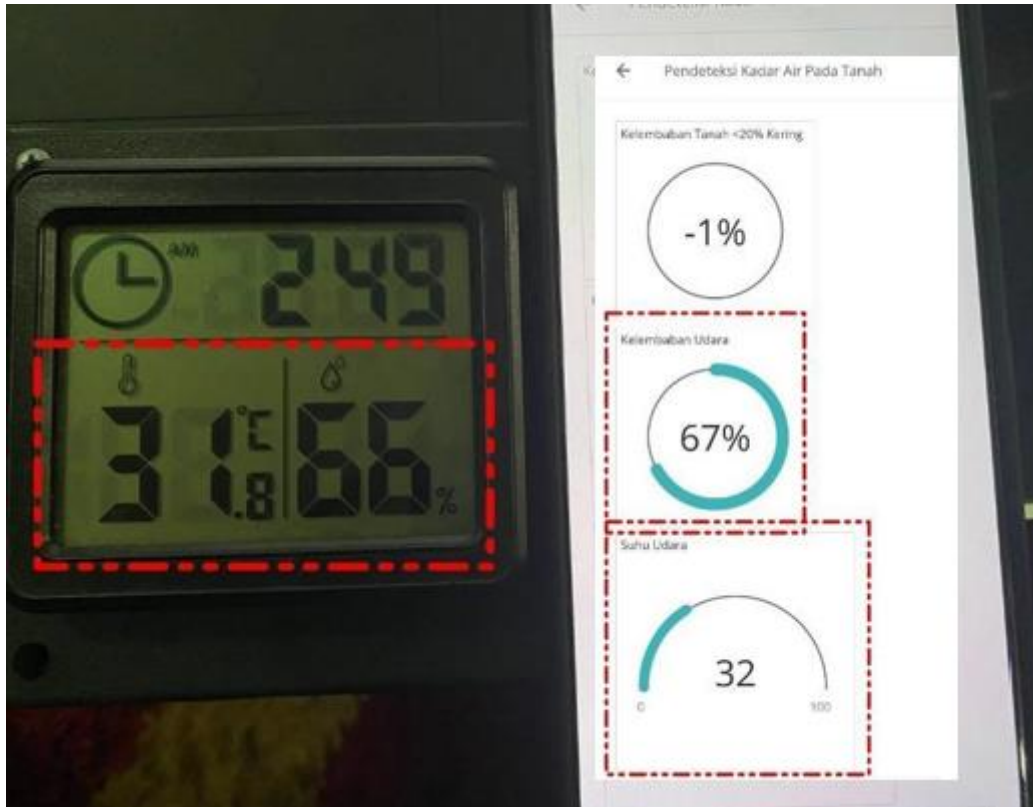 249
31.8 °C
66 %
Pendeteksi Kadar Air Pada Tanah
Kelembaban Tanah <20% Kering
-1%
Kelembaban Udara
67%
Suhu Udara
32
0
100